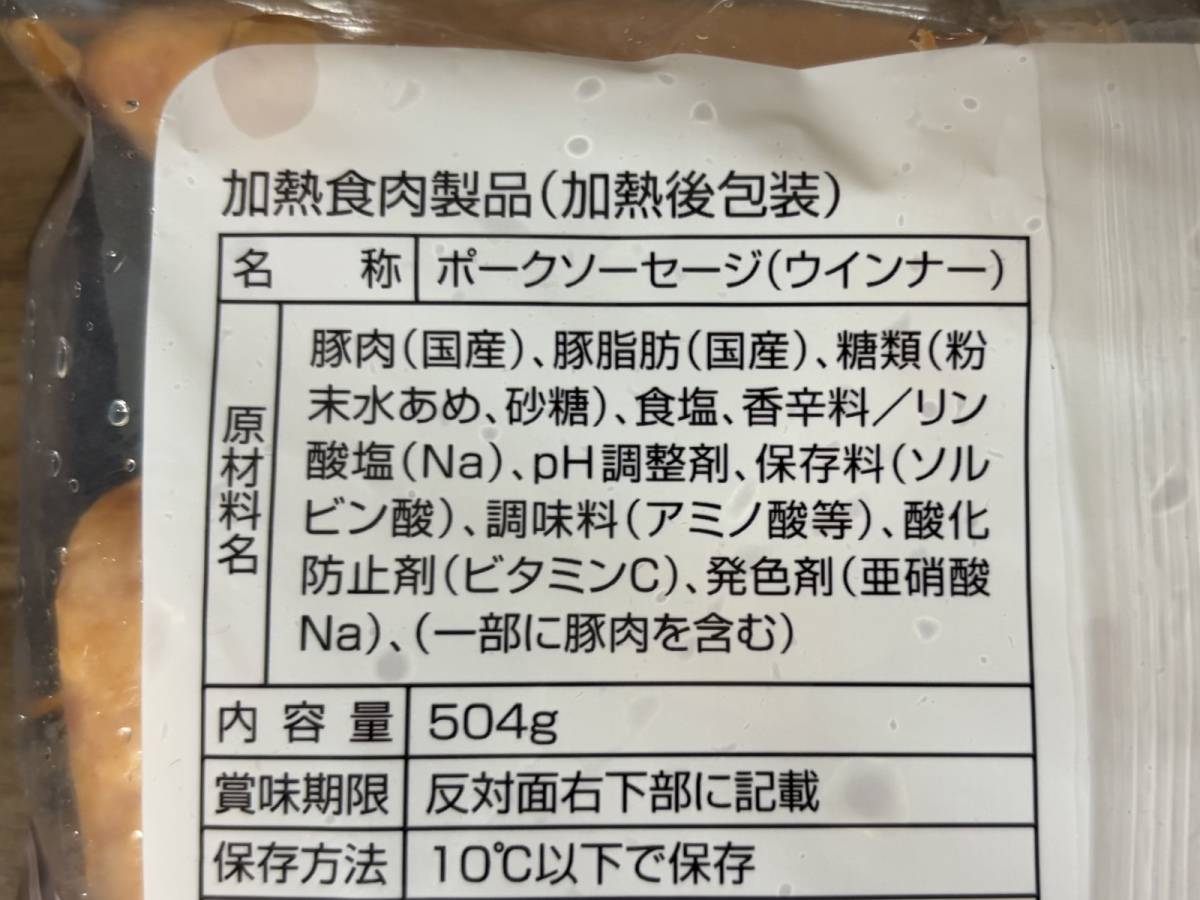 加熱食肉製品(加熱後包装)
名称 ポークソーセージ(ウインナー)
原材料名
豚肉(国産)、豚脂肪(国産)、糖類(粉
末水あめ、砂糖)、食塩、香辛料/リン
酸塩(Na)、pH調整剤、保存料(ソル
ビン酸)、調味料(アミノ酸等)、酸化
防止剤(ビタミンC)、発色剤(亜硝酸
Na)、(一部に豚肉を含む)
内容量 504g
賞味期限 反対面右下部に記載
保存方法 10℃以下で保存